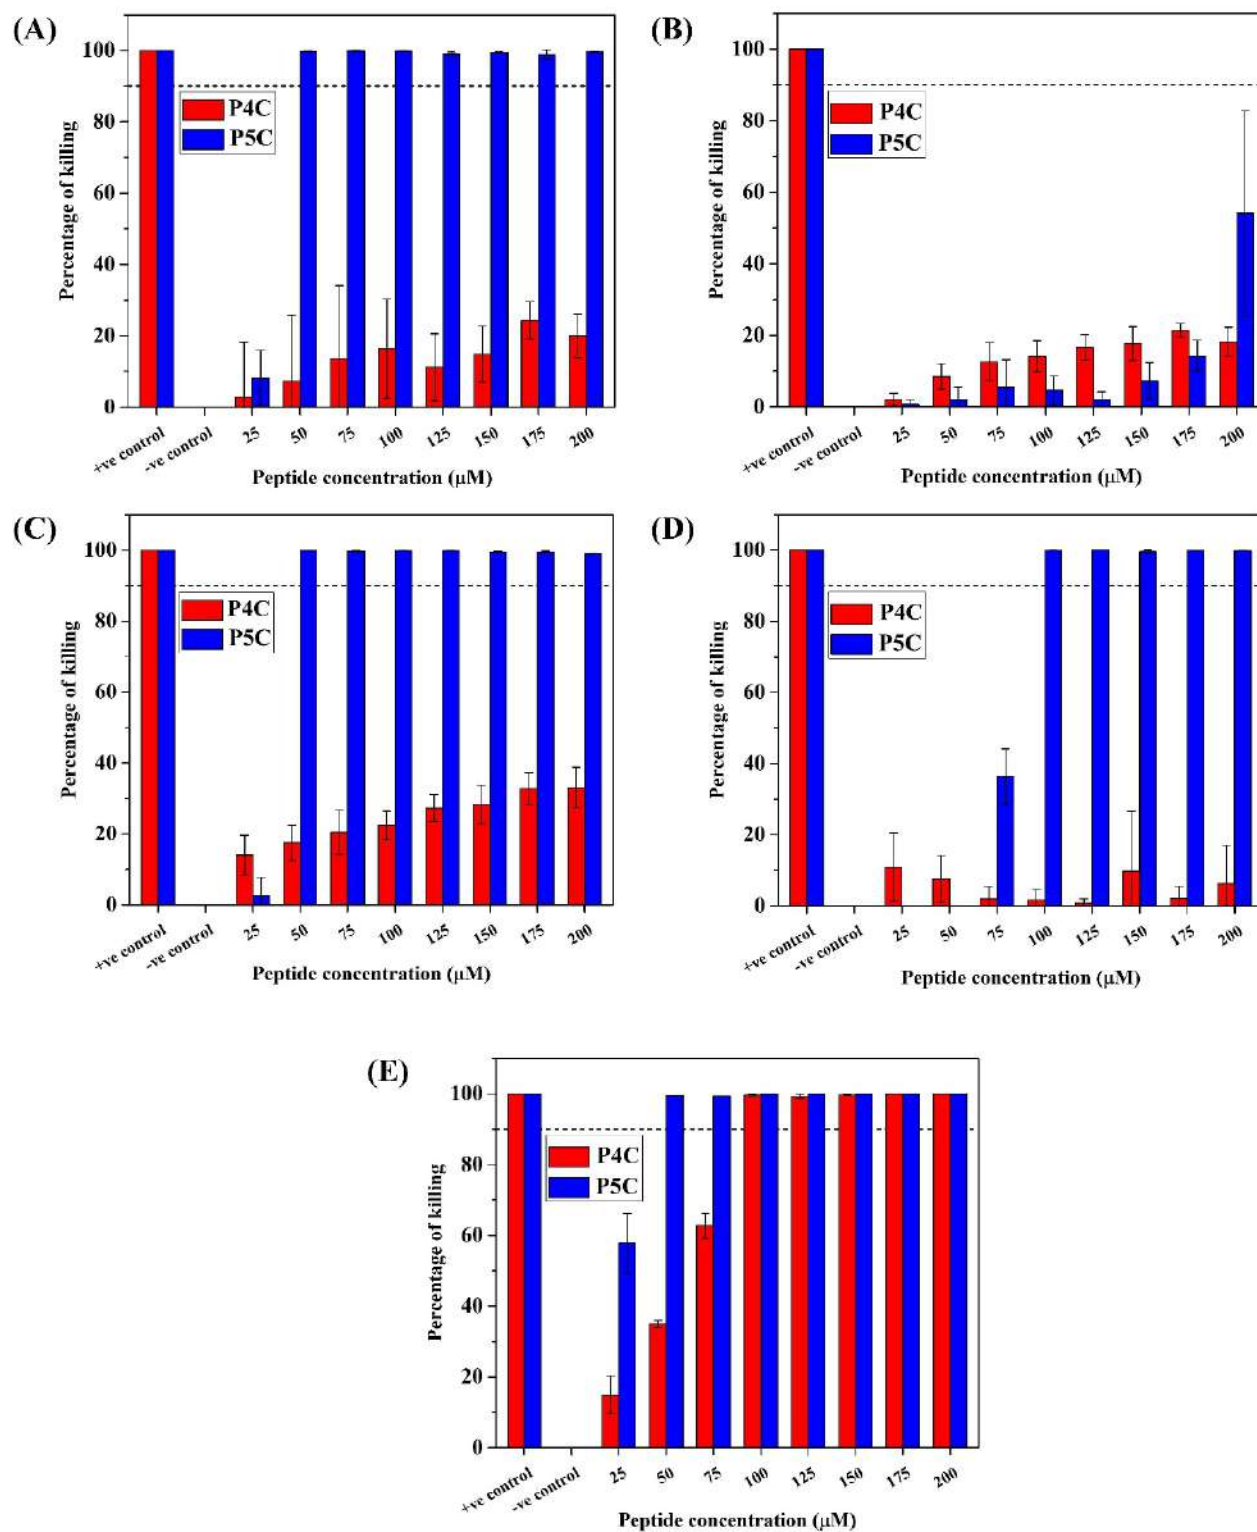 (A)
100
80
60
40
20
0
Percentage of killing
P4C
P5C
+ve control -ve control 25 50 75 100 125 150 175 200
Peptide concentration (µM)
(B)
100
80
60
40
20
0
Percentage of killing
P4C
P5C
+ve control -ve control 25 50 75 100 125 150 175 200
Peptide concentration (µM)
(C)
100
80
60
40
20
0
Percentage of killing
P4C
P5C
+ve control -ve control 25 50 75 100 125 150 175 200
Peptide concentration (µM)
(D)
100
80
60
40
20
0
Percentage of killing
P4C
P5C
+ve control -ve control 25 50 75 100 125 150 175 200
Peptide concentration (µM)
(E)
100
80
60
40
20
0
Percentage of killing
P4C
P5C
+ve control -ve control 25 50 75 100 125 150 175 200
Peptide concentration (µM)